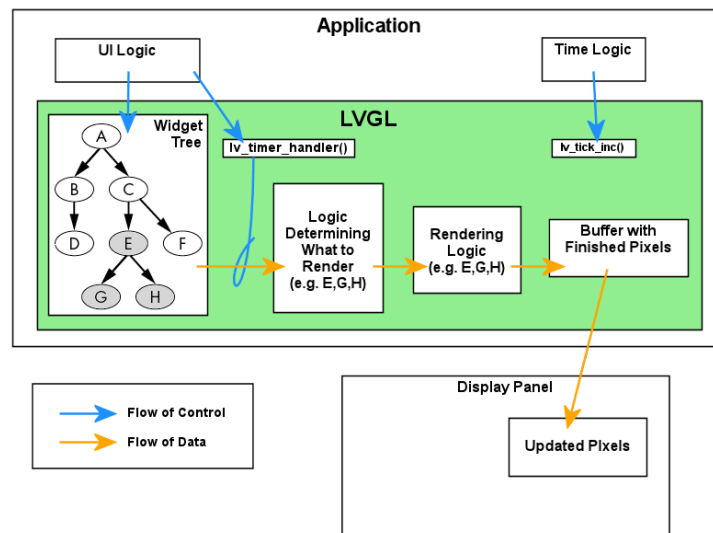 Application
UI Logic
Time Logic
LVGL
Widget
Tree
A
B
C
D
E
F
G
H
lv_timer_handler()
lv_tick_inc()
Logic
Determining
What to
Render
(e.g. E,G,H)
Rendering
Logic
(e.g. E,G,H)
Buffer with
Finished Pixels
Flow of Control
Flow of Data
Display Panel
Updated Pixels